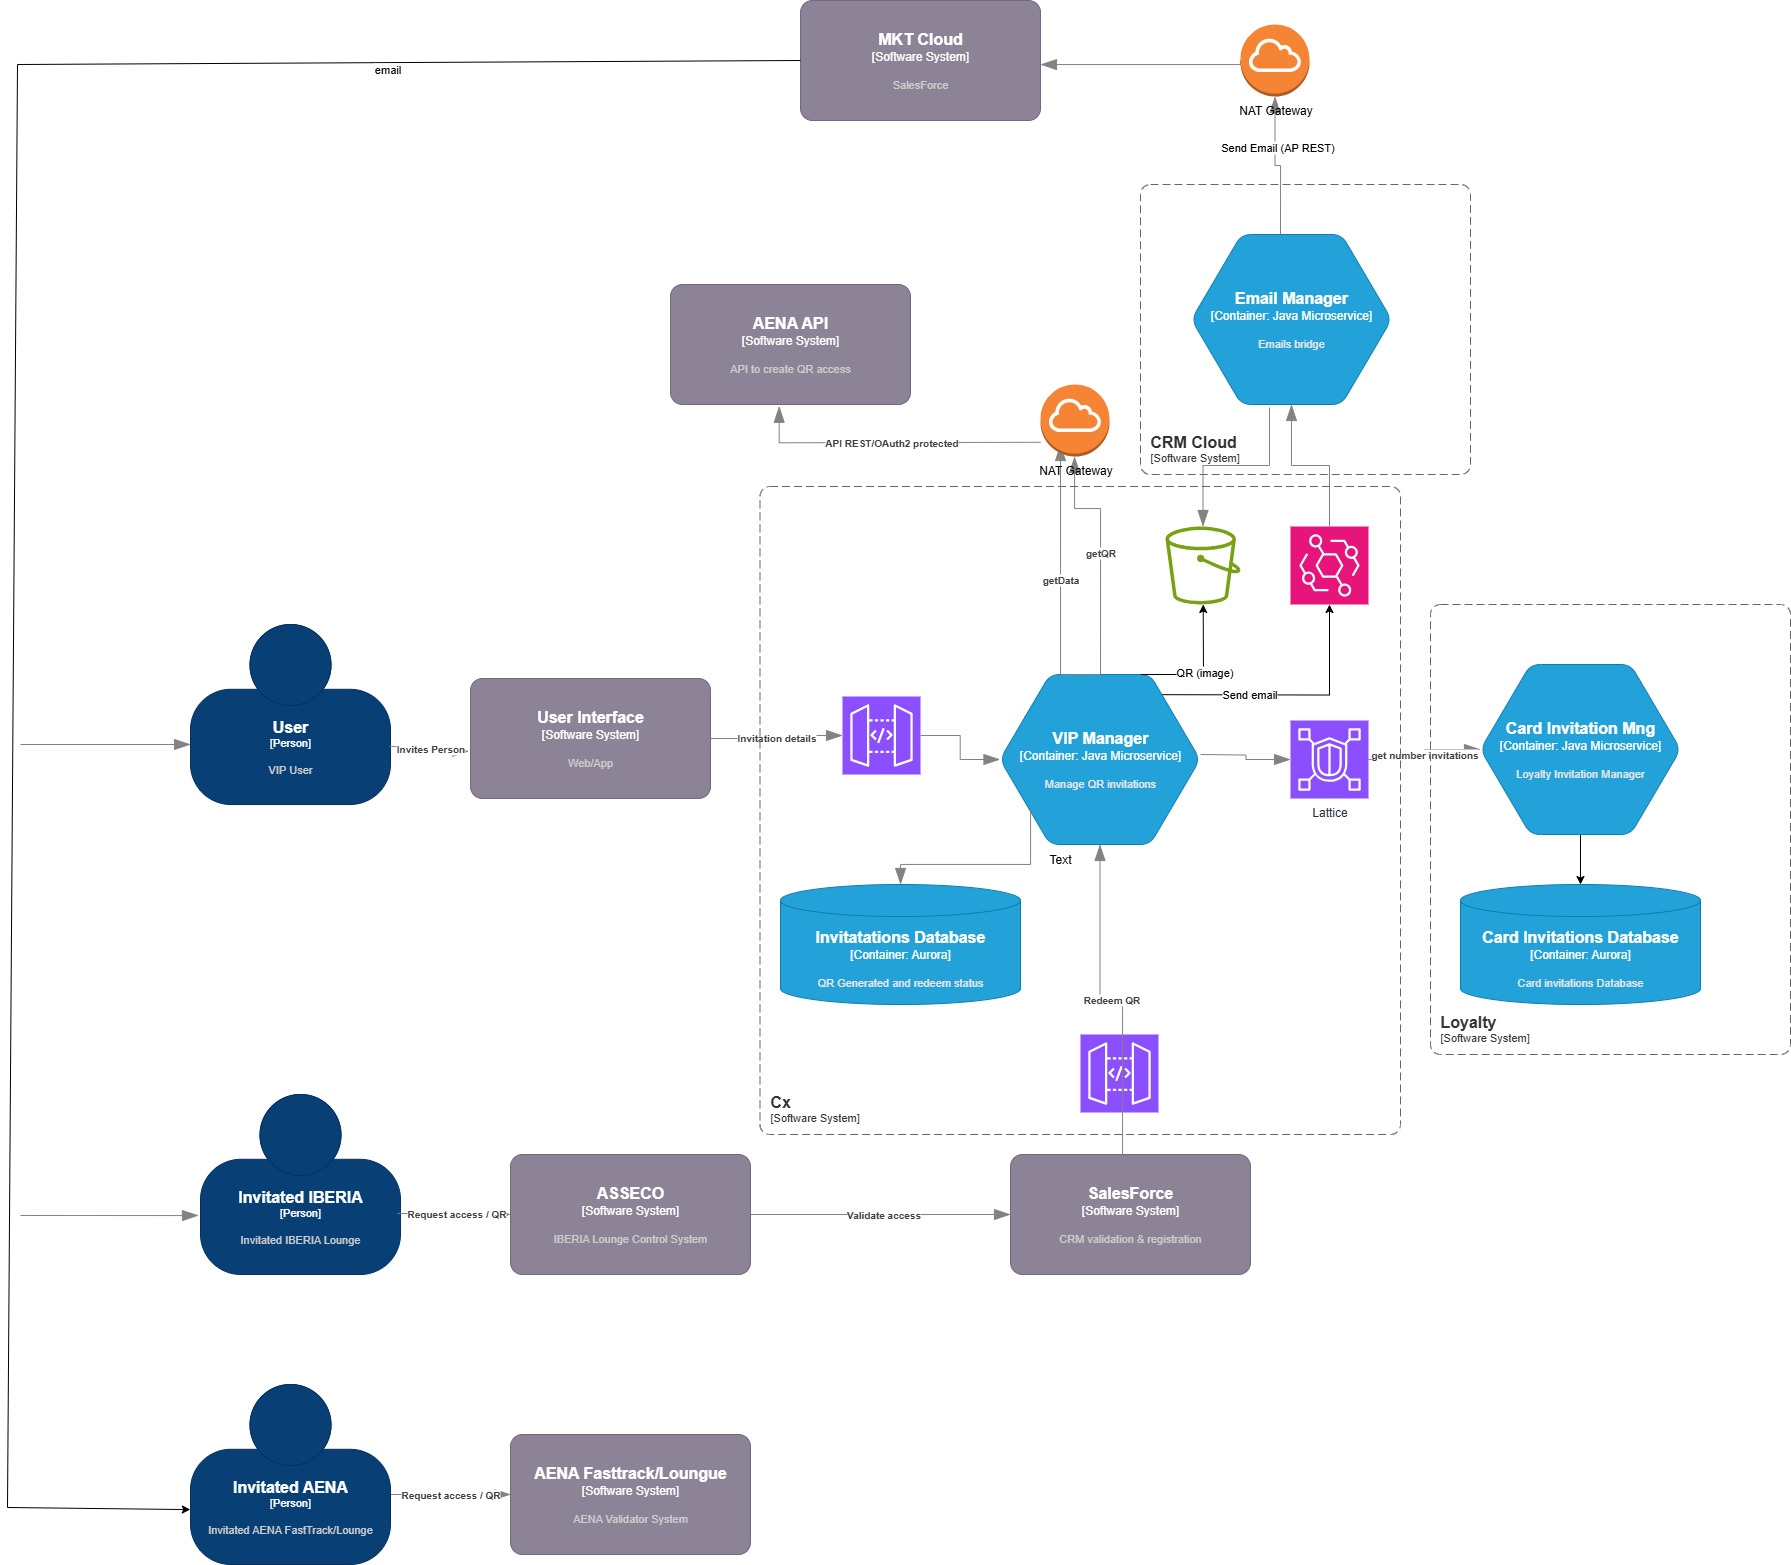 MKT Cloud
[Software System]
SalesForce
email
NAT Gateway
Send Email (AP REST)
Email Manager
[Container: Java Microservice]
Emails bridge
CRM Cloud
[Software System]
AENA API
[Software System]
API to create QR access
API REST/OAuth2 protected
NAT Gateway
getQR
getData
User
[Person]
VIP User
Invites Person
User Interface
[Software System]
Web/App
Invitation details
QR (image)
Send email
VIP Manager
[Container: Java Microservice]
Manage QR invitations
Lattice
get number invitations
Card Invitation Mng
[Container: Java Microservice]
Loyalty Invitation Manager
Text
Invitatations Database
[Container: Aurora]
QR Generated and redeem status
Card Invitations Database
[Container: Aurora]
Card invitations Database
Loyalty
[Software System]
Redeem QR
Cx
[Software System]
Invitated IBERIA
[Person]
Invitated IBERIA Lounge
Request access / QR
ASSECO
[Software System]
IBERIA Lounge Control System
Validate access
SalesForce
[Software System]
CRM validation & registration
Invitated AENA
[Person]
Invitated AENA FastTrack/Lounge
Request access / QR
AENA Fasttrack/Loungue
[Software System]
AENA Validator System